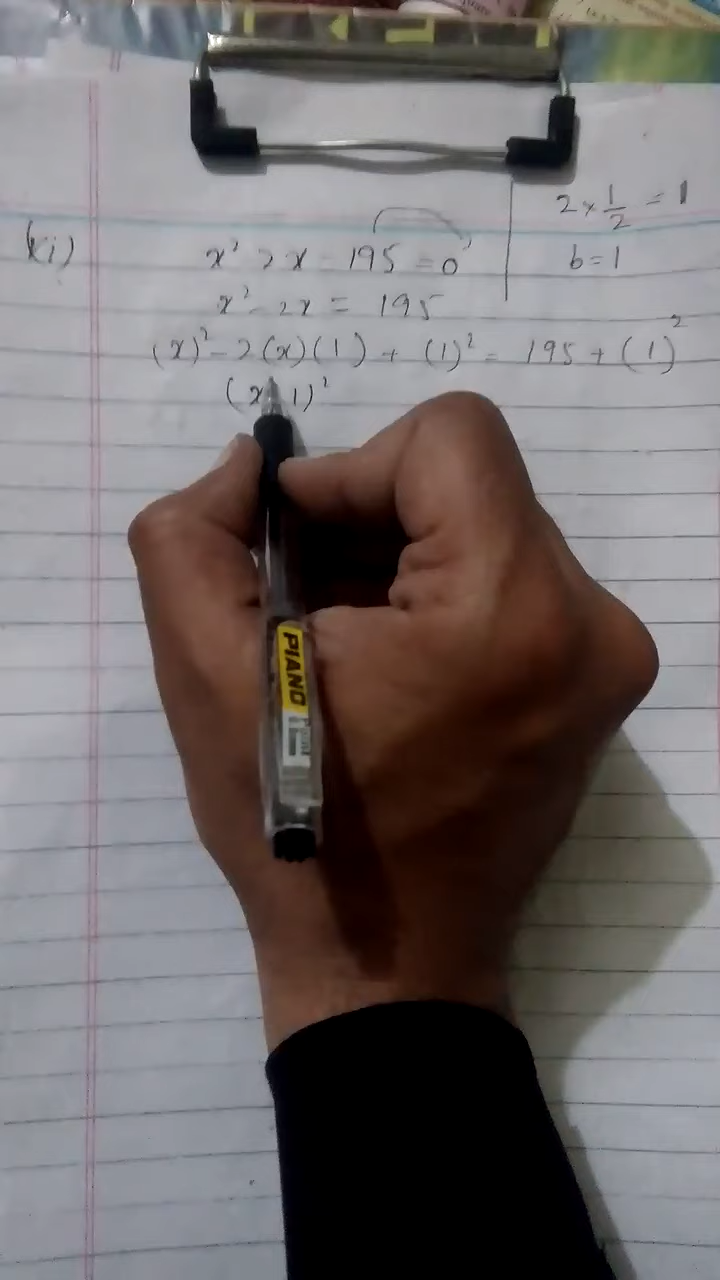 2 × 1/2 = 1
b = 1
(xi) x² 2x - 195 = 0
x² - 2x = 195
(x)² - 2(x)(1) + (1)² = 195 + (1)²
(x 1)²
PIANO
Point